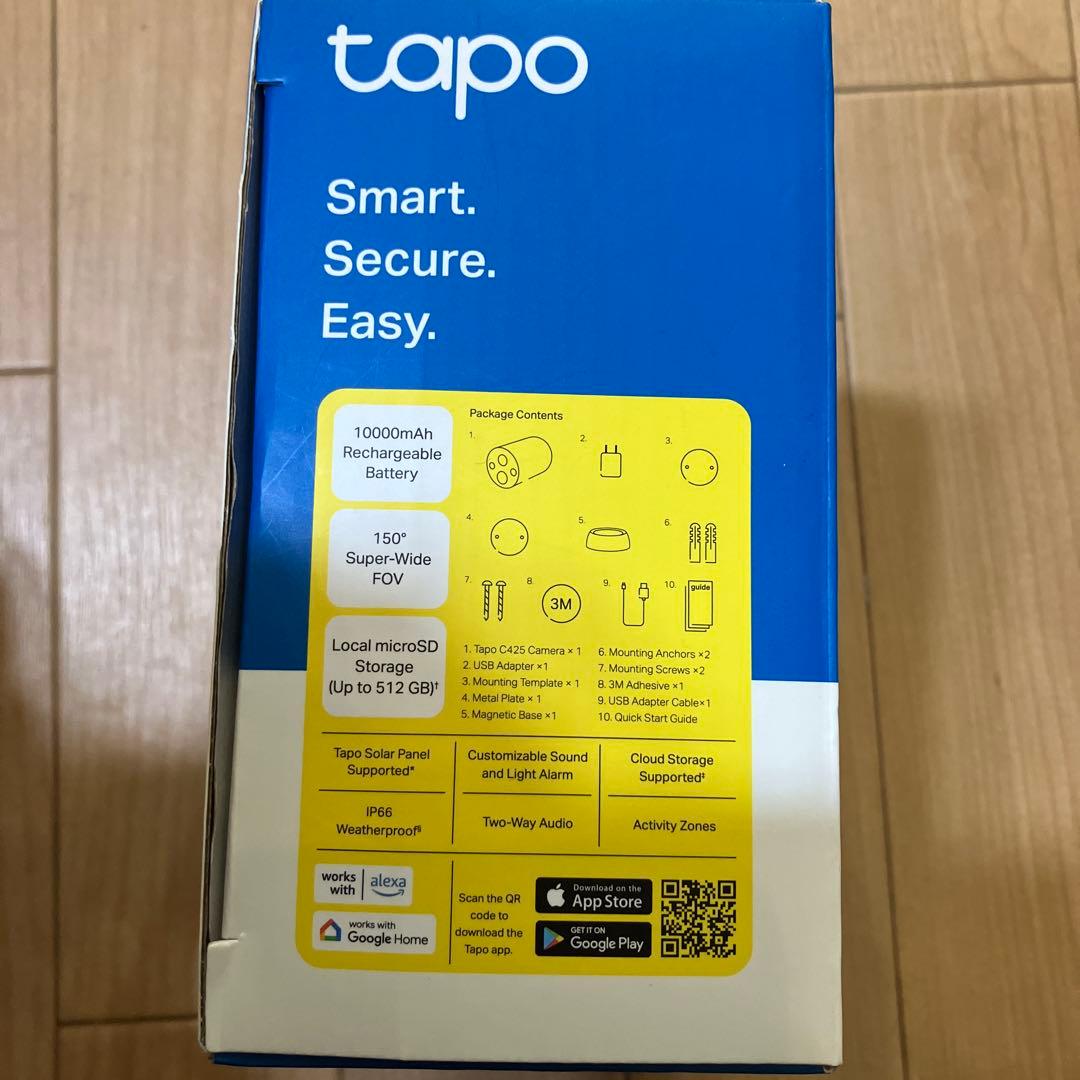 tapo
Smart.
Secure.
Easy.
10000mAh
Rechargeable
Battery
150°
Super-Wide
FOV
Local microSD
Storage
(Up to 512 GB)†
Package Contents
1.
2.
3.
4.
5.
6.
7.
8.
3M
9.
10.
guide
1. Tapo C425 Camera × 1
2. USB Adapter ×1
3. Mounting Template × 1
4. Metal Plate × 1
5. Magnetic Base ×1
6. Mounting Anchors ×2
7. Mounting Screws ×2
8. 3M Adhesive ×1
9. USB Adapter Cable×1
10. Quick Start Guide
Tapo Solar Panel
Supported*
Customizable Sound
and Light Alarm
Cloud Storage
Supported‡
IP66
Weatherproof§
Two-Way Audio
Activity Zones
works
with
alexa
works with
Google Home
Scan the QR
code to
download the
Tapo app.
Download on the
App Store
GET IT ON
Google Play